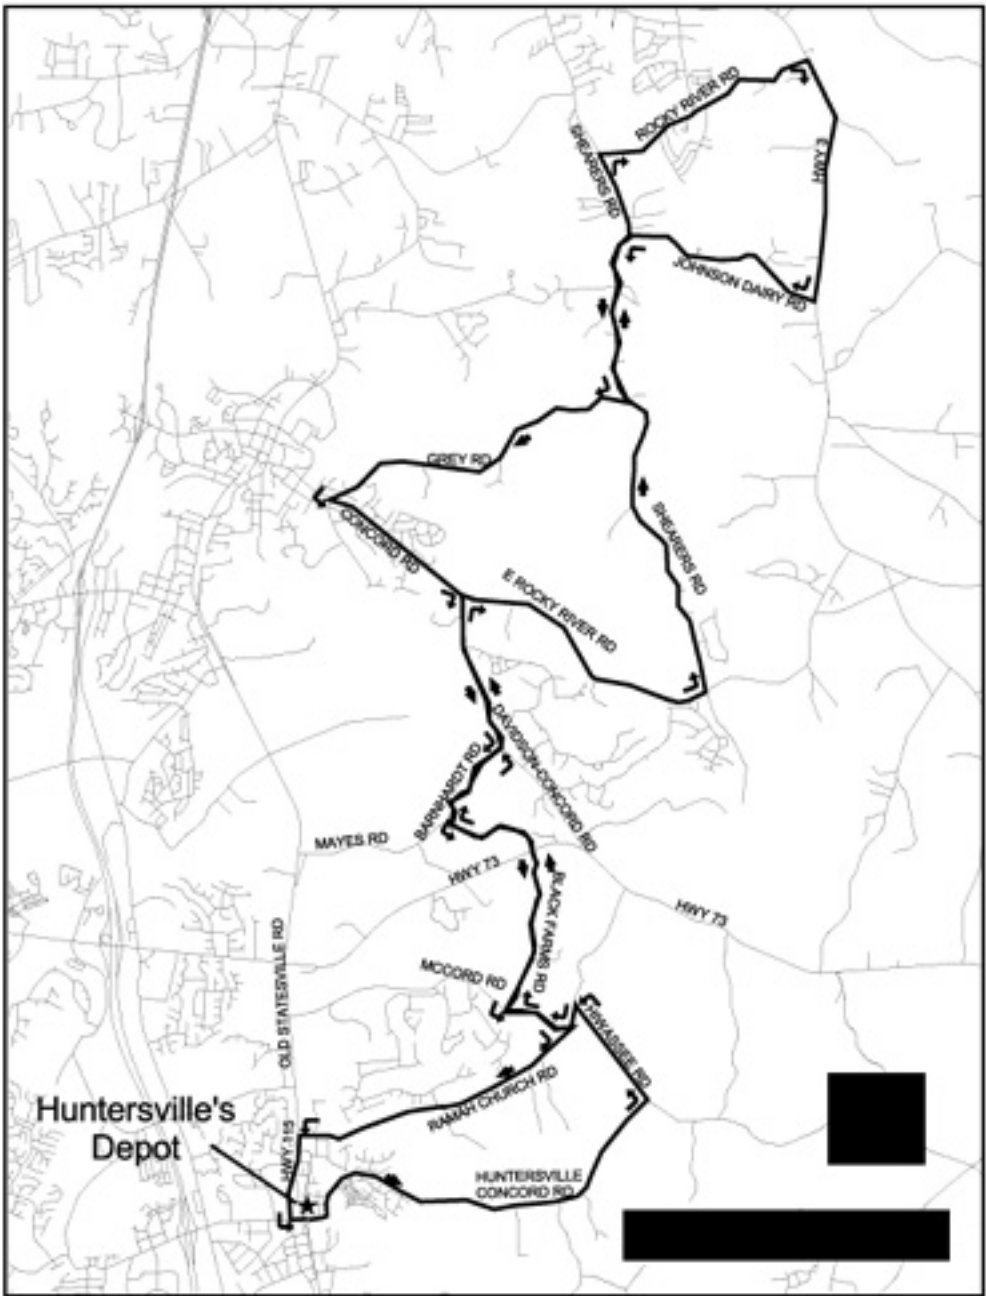 ROCKY RIVER RD
SHEARERS RD
HWY 3
JOHNSON DAIRY RD
GREY RD
CONCORD RD
SHEARERS RD
E ROCKY RIVER RD
DAVIDSON-CONCORD RD
BARNHARDT RD
MAYES RD
HWY 73
BLACK FARMS RD
HWY 73
OLD STATESVILLE RD
MCCORD RD
HIWASSEE RD
RAMAH CHURCH RD
Huntersville's
Depot
HWY 115
HUNTERSVILLE
CONCORD RD